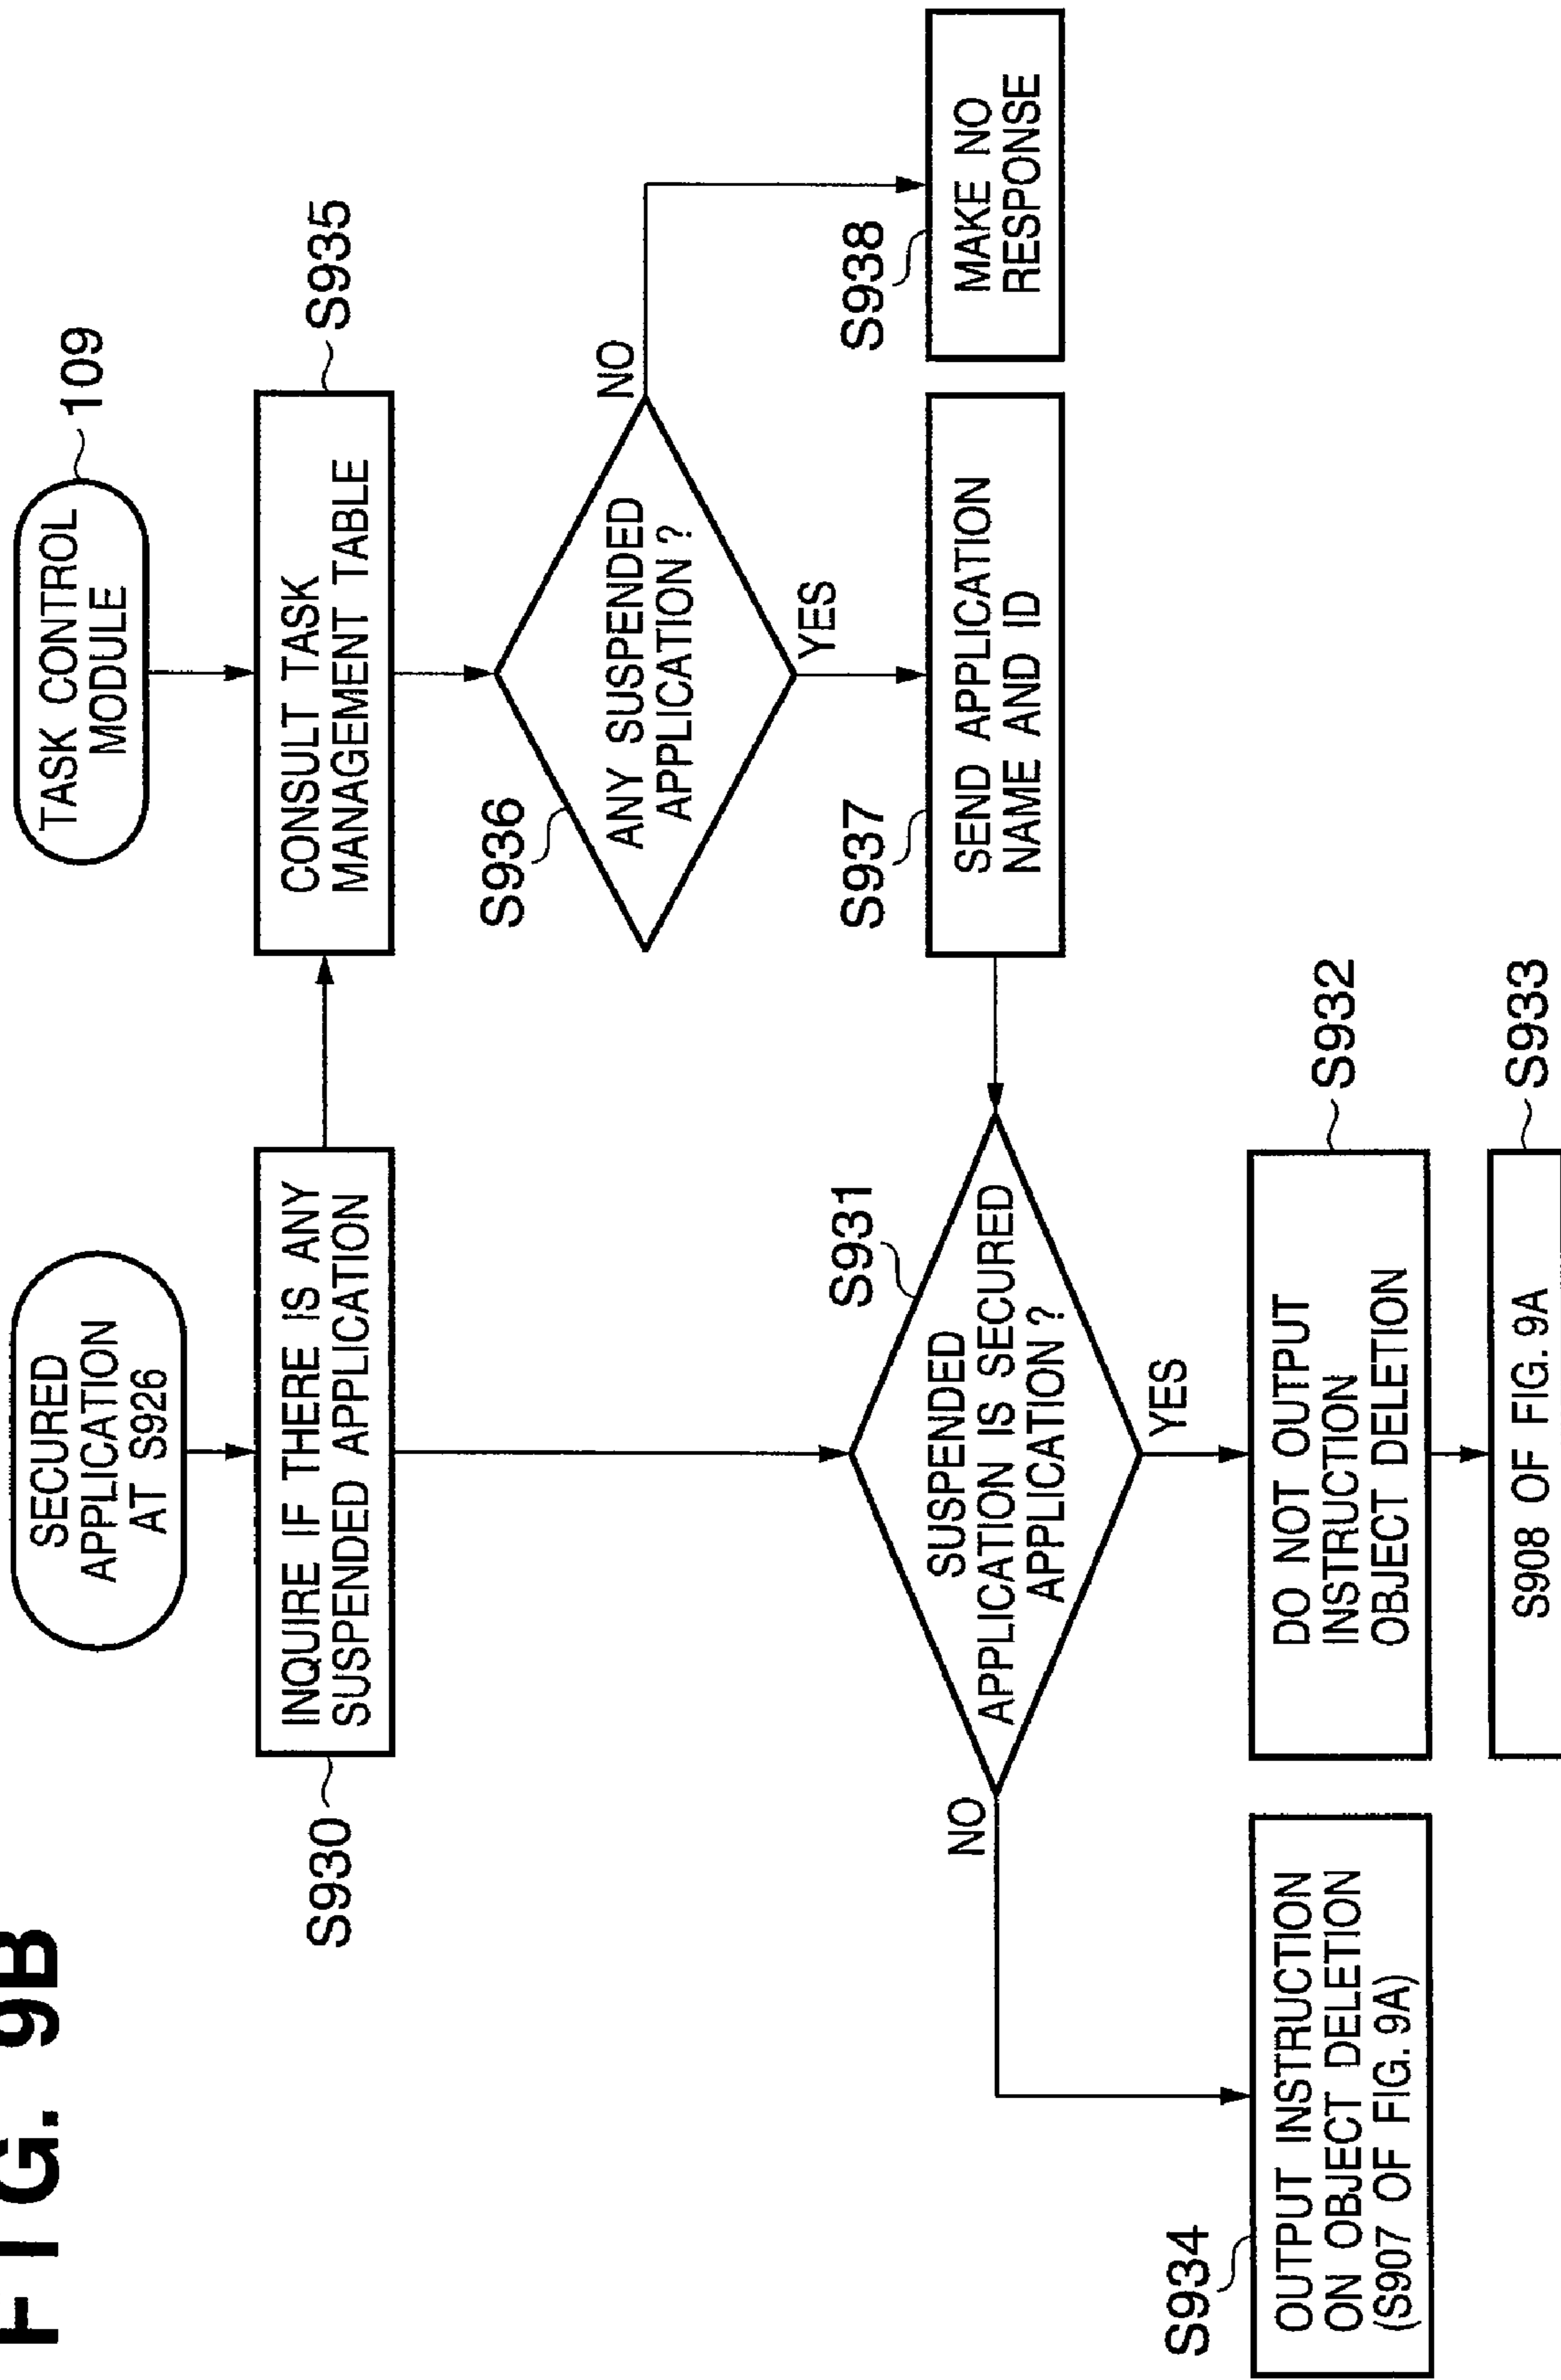 FIG. 9B
SECURED
APPLICATION
AT S926
TASK CONTROL
MODULE
109
S930
INQUIRE IF THERE IS ANY
SUSPENDED APPLICATION
CONSULT TASK
MANAGEMENT TABLE
S935
S936
ANY SUSPENDED
APPLICATION ?
NO
YES
S937
SEND APPLICATION
NAME AND ID
S938
MAKE NO
RESPONSE
S931
SUSPENDED
APPLICATION IS SECURED
APPLICATION ?
NO
YES
S934
OUTPUT INSTRUCTION
ON OBJECT DELETION
(S907 OF FIG. 9A)
DO NOT OUTPUT
INSTRUCTION
OBJECT DELETION
S932
S908 OF FIG. 9A
S933